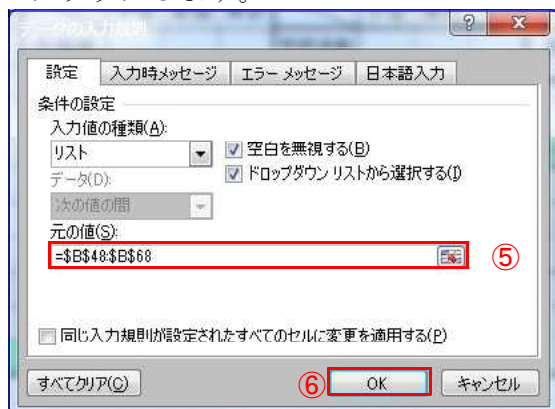 データの入力規則
設定 入力時メッセージ エラー メッセージ 日本語入力
条件の設定
入力値の種類(A):
リスト
空白を無視する(B)
データ(D):
ドロップダウン リストから選択する(I)
次の値の間
元の値(S):
=$B$48:$B$68
⑤
同じ入力規則が設定されたすべてのセルに変更を適用する(P)
すべてクリア(C) ⑥ OK キャンセル